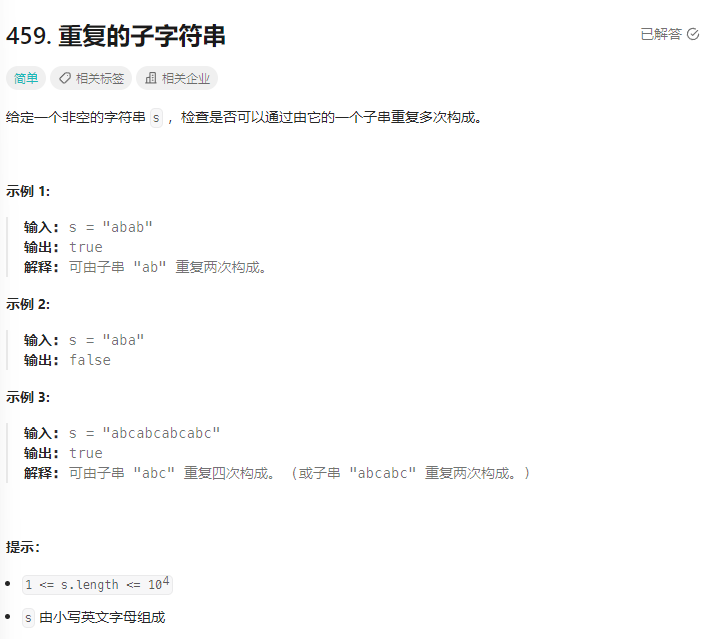 459. 重复的子字符串
已解答
简单 相关标签 相关企业
给定一个非空的字符串 s ，检查是否可以通过由它的一个子串重复多次构成。
示例 1:
输入: s = "abab"
输出: true
解释: 可由子串 "ab" 重复两次构成。
示例 2:
输入: s = "aba"
输出: false
示例 3:
输入: s = "abcabcabcabc"
输出: true
解释: 可由子串 "abc" 重复四次构成。 (或子串 "abcabc" 重复两次构成。)
提示：
1 <= s.length <= 10⁴
s 由小写英文字母组成